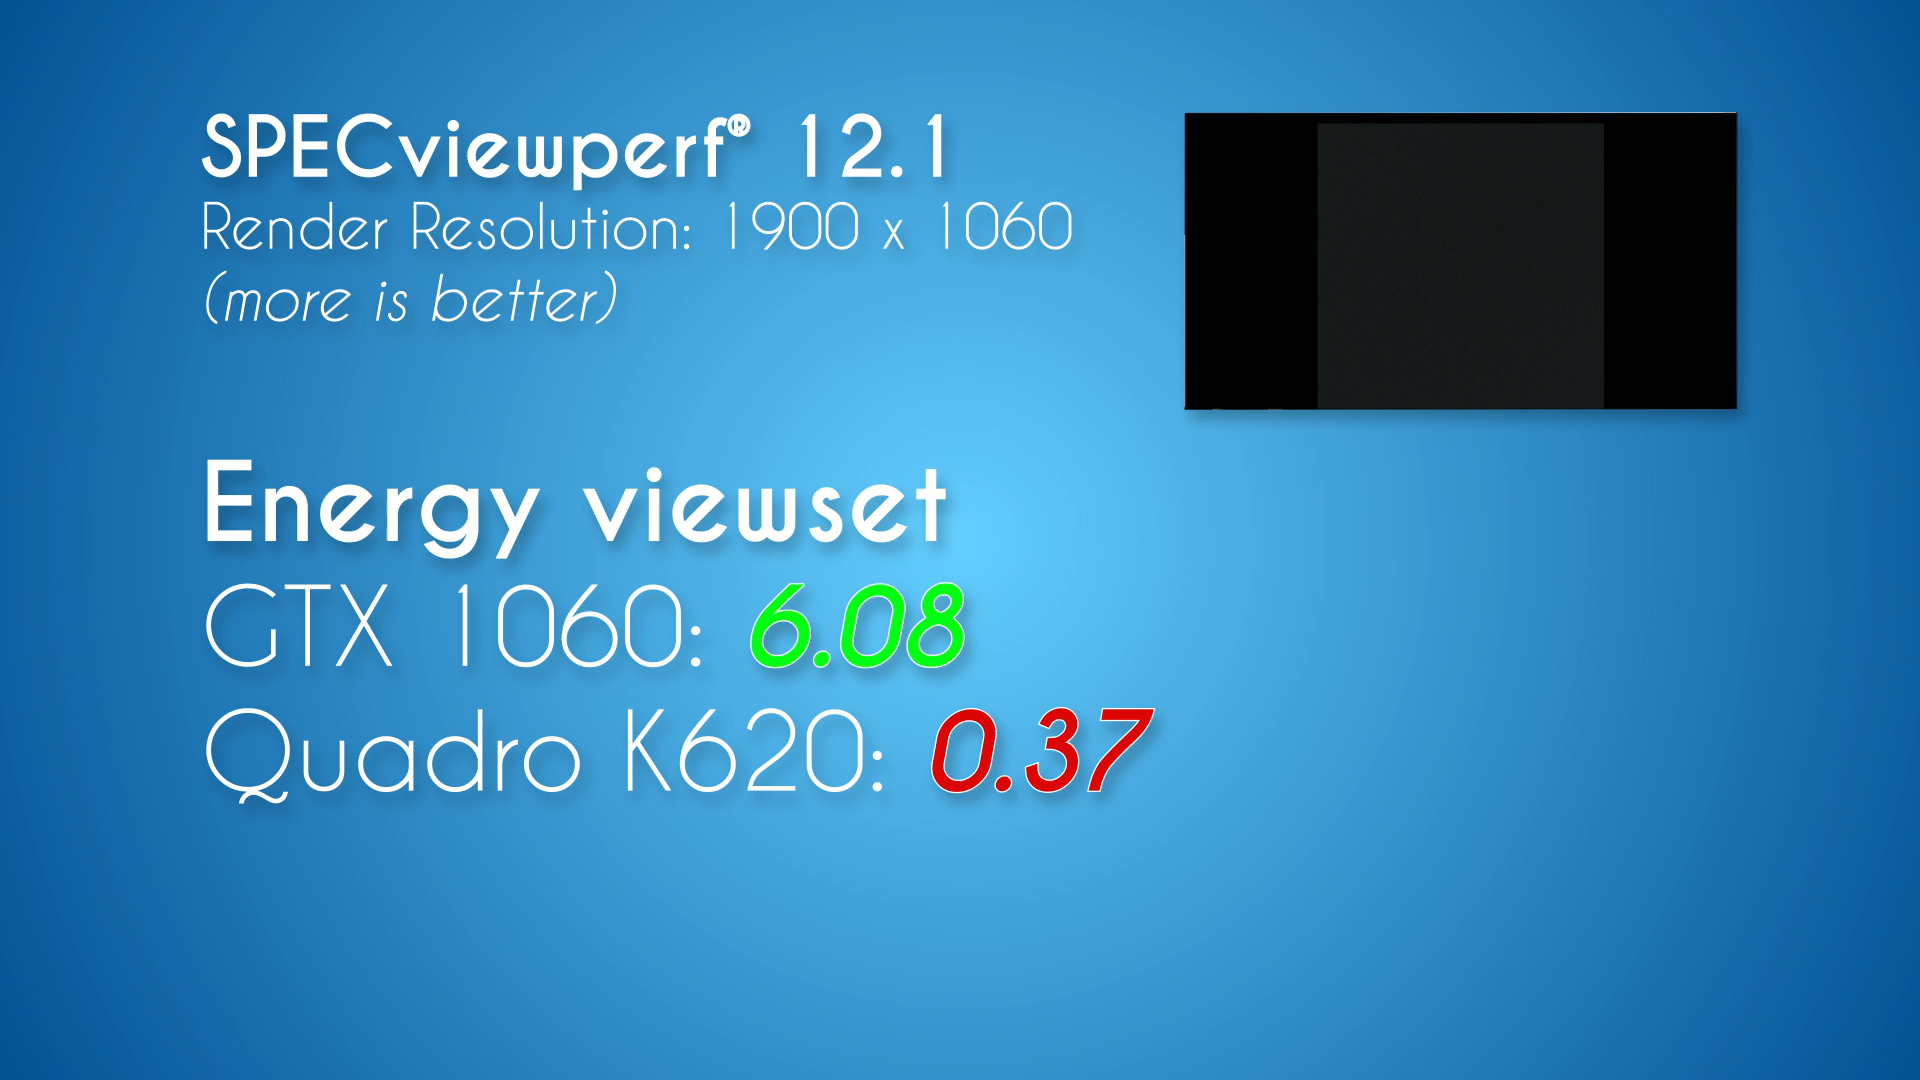 SPECviewperf® 12.1
Render Resolution: 1900 x 1060
(more is better)
Energy viewset
GTX 1060: 6.08
Quadro K620: 0.37